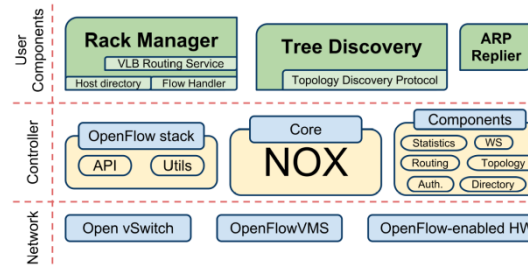 User
Components
Rack Manager
VLB Routing Service
Host directory
Flow Handler
Tree Discovery
Topology Discovery Protocol
ARP
Replier
Controller
OpenFlow stack
API
Utils
Core
NOX
Components
Statistics
WS
Routing
Topology
Auth.
Directory
Network
Open vSwitch
OpenFlowVMS
OpenFlow-enabled HW